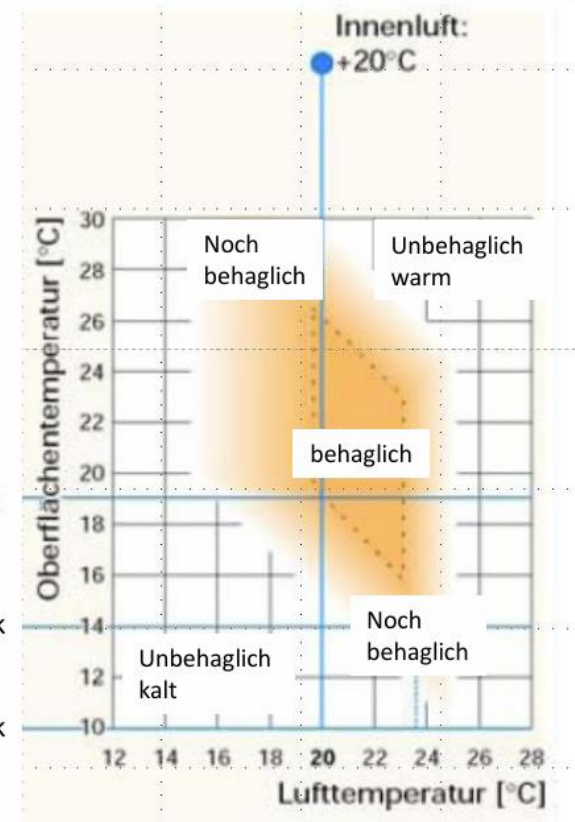 Innenluft:
+20°C
Oberflächentemperatur [°C]
30
28
26
24
22
20
18
16
14
12
10
Noch
behaglich
Unbehaglich
warm
behaglich
Noch
behaglich
Unbehaglich
kalt
k
k
12 14 16 18 20 22 24 26 28
Lufttemperatur [°C]